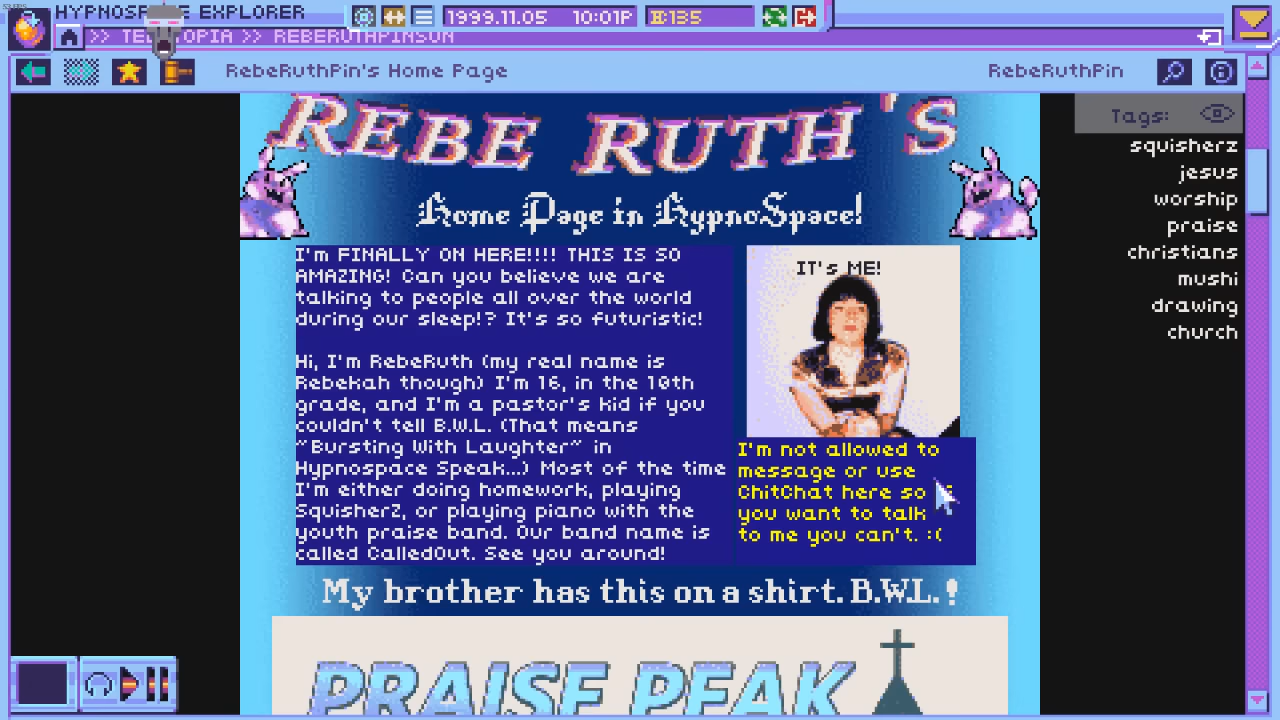 HYPNOSPACE EXPLORER
1999.11.05 10:01P
135
>> TEENTOPIA >> REBERUTHPINSON
RebeRuthPin's Home Page
RebeRuthPin
REBE RUTH'S
Home Page in HypnoSpace!
I'm FINALLY ON HERE!!!! THIS IS SO
AMAZING! Can you believe we are
talking to people all over the world
during our sleep!? It's so futuristic!
Hi, I'm RebeRuth (my real name is
Rebekah though) I'm 16, in the 10th
grade, and I'm a pastor's kid if you
couldn't tell B.W.L. (That means
~Bursting With Laughter~ in
Hypnospace Speak...) Most of the time
I'm either doing homework, playing
SquisherZ, or playing piano with the
youth praise band. Our band name is
called CalledOut. See you around!
IT's ME!
I'm not allowed to
message or use
ChitChat here so
you want to talk
to me you can't. :(
My brother has this on a shirt. B.W.L. !
PRAISE PEAK
Tags:
squisherz
jesus
worship
praise
christians
mushi
drawing
church